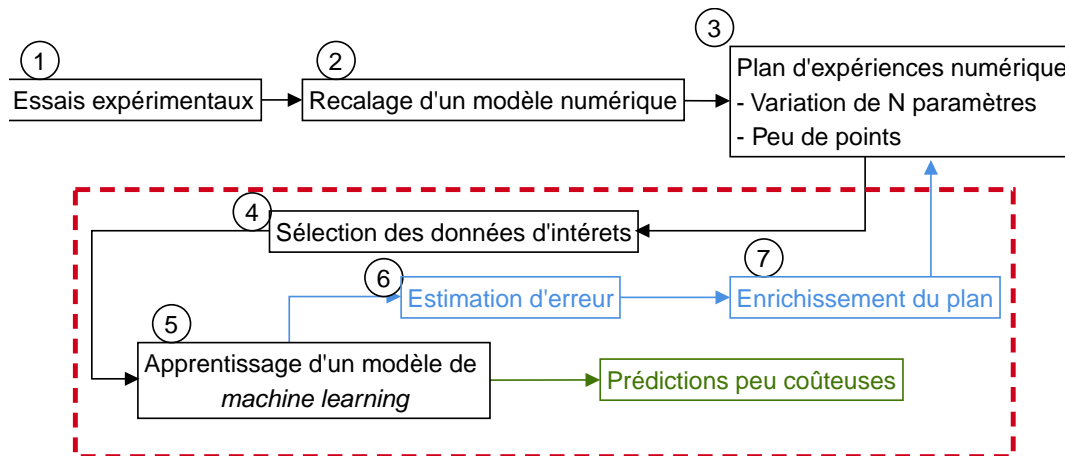 1
Essais expérimentaux
2
Recalage d'un modèle numérique
3
Plan d'expériences numérique
- Variation de N paramètres
- Peu de points
4
Sélection des données d'intérets
5
Apprentissage d'un modèle de
machine learning
6
Estimation d'erreur
7
Enrichissement du plan
Prédictions peu coûteuses